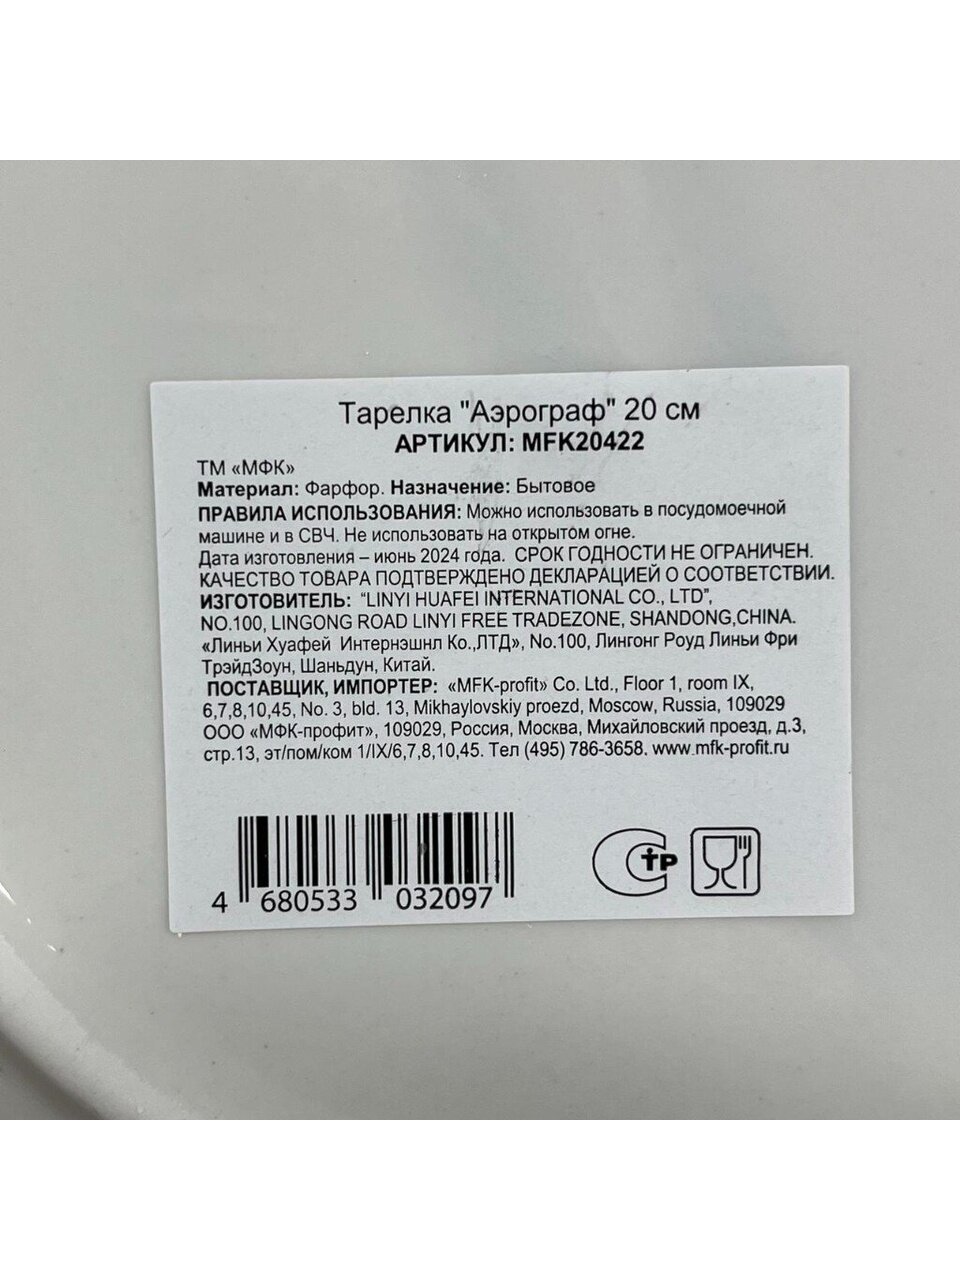 Тарелка "Аэрограф" 20 см
АРТИКУЛ: MFK20422
ТМ «МФК»
Материал: Фарфор. Назначение: Бытовое
ПРАВИЛА ИСПОЛЬЗОВАНИЯ: Можно использовать в посудомоечной
машине и в СВЧ. Не использовать на открытом огне.
Дата изготовления – июнь 2024 года. СРОК ГОДНОСТИ НЕ ОГРАНИЧЕН.
КАЧЕСТВО ТОВАРА ПОДТВЕРЖДЕНО ДЕКЛАРАЦИЕЙ О СООТВЕТСТВИИ.
ИЗГОТОВИТЕЛЬ: "LINYI HUAFEI INTERNATIONAL CO., LTD",
NO.100, LINGONG ROAD LINYI FREE TRADEZONE, SHANDONG,CHINA.
«Линьи Хуафей Интернэшнл Ко.,ЛТД», No.100, Лингонг Роуд Линьи Фри
ТрэйдЗоун, Шаньдун, Китай.
ПОСТАВЩИК, ИМПОРТЕР: «MFK-profit» Co. Ltd., Floor 1, room IX,
6,7,8,10,45, No. 3, bld. 13, Mikhaylovskiy proezd, Moscow, Russia, 109029
ООО «МФК-профит», 109029, Россия, Москва, Михайловский проезд, д.3,
стр.13, эт/пом/ком 1/IX/6,7,8,10,45. Тел (495) 786-3658. www.mfk-profit.ru
4 680533 032097